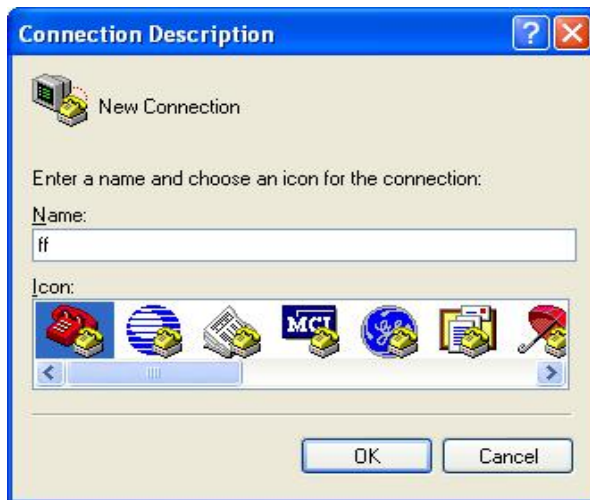 Connection Description
New Connection
Enter a name and choose an icon for the connection:
Name:
ff
Icon:
MCI
OK Cancel